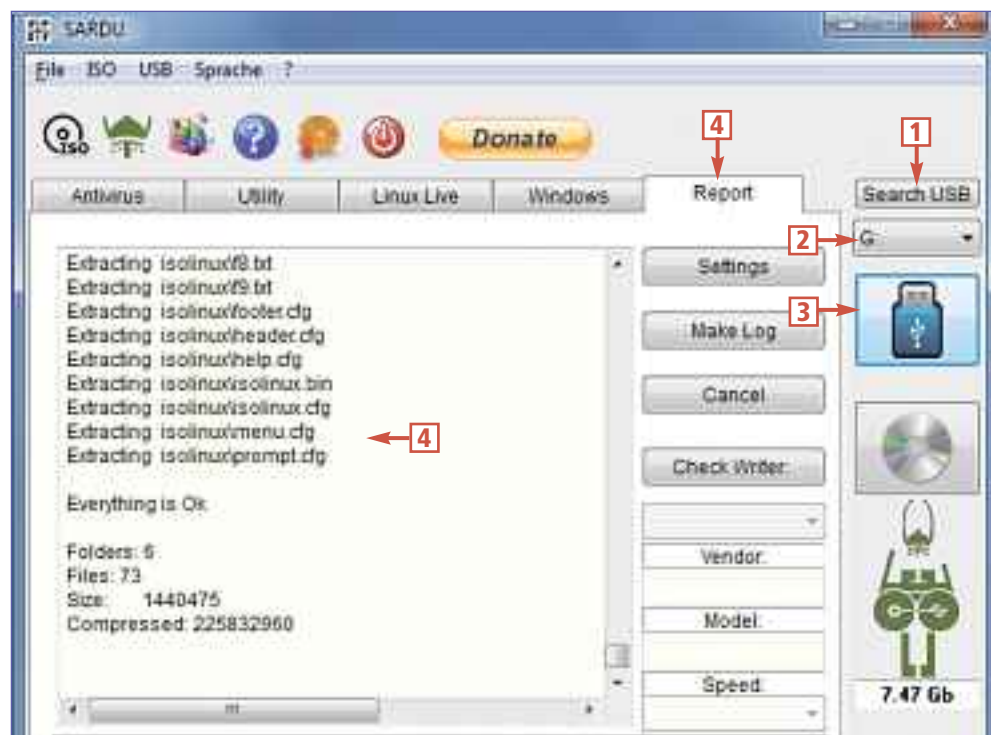 SARDU
File ISO USB Sprache ?
ISO
Donate
4
1
Antivirus Utility Linux Live Windows Report Search USB
2
G:
Extracting isolinux\f8.txt
Extracting isolinux\f9.txt
Extracting isolinux\footer.cfg
Extracting isolinux\header.cfg
Extracting isolinux\help.cfg
Extracting isolinux\isolinux.bin
Extracting isolinux\isolinux.cfg
Extracting isolinux\menu.cfg
Extracting isolinux\prompt.cfg
4
Everything is Ok
Folders: 6
Files: 73
Size: 1440475
Compressed: 225832960
Settings
3
Make Log
Cancel
Check Writer:
Vendor:
Model:
Speed:
7.47 Gb